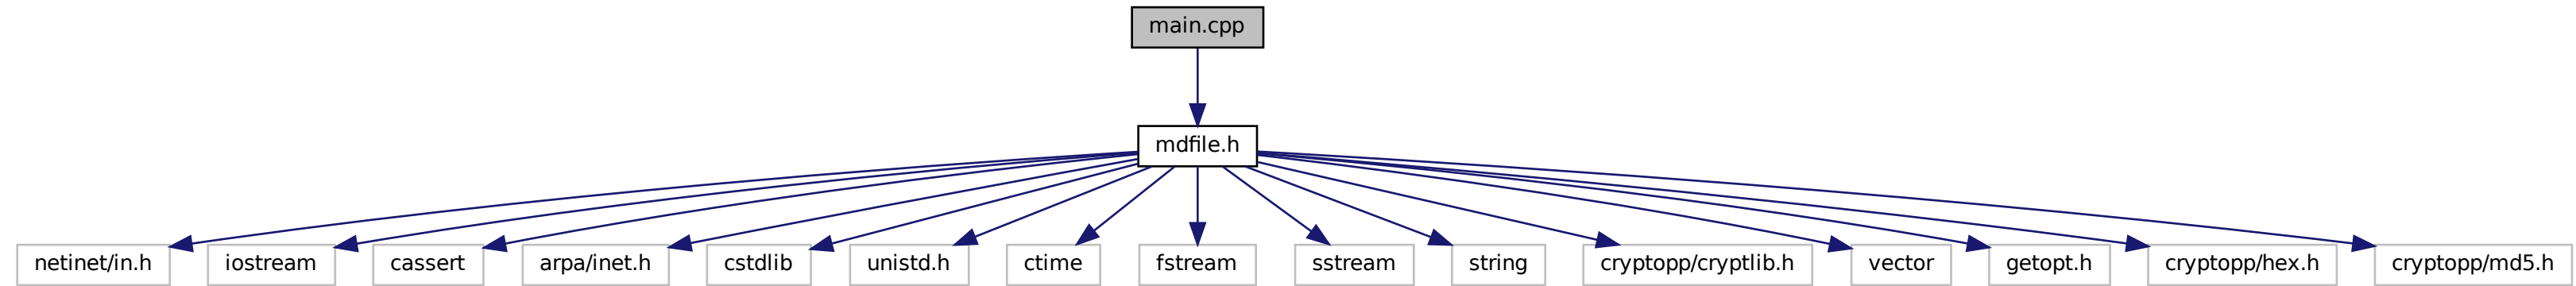 main.cpp
mdfile.h
netinet/in.h
iostream
cassert
arpa/inet.h
cstdlib
unistd.h
ctime
fstream
sstream
string
cryptopp/cryptlib.h
vector
getopt.h
cryptopp/hex.h
cryptopp/md5.h